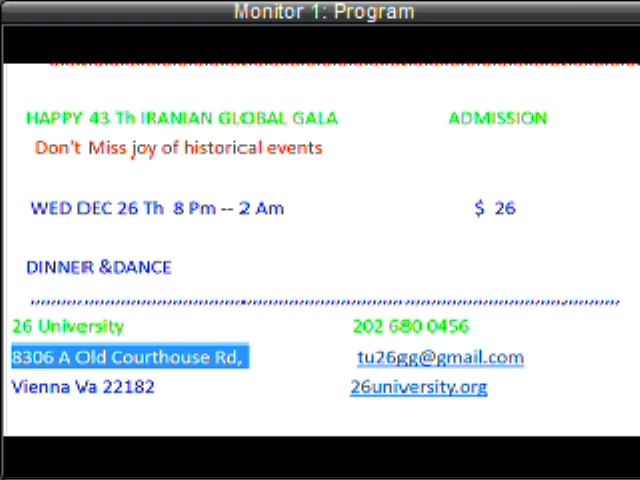 Monitor 1: Program
HAPPY 43 Th IRANIAN GLOBAL GALA ADMISSION
Don't Miss joy of historical events
WED DEC 26 Th 8 Pm -- 2 Am $ 26
DINNER &DANCE
26 University 202 680 0456
8306 A Old Courthouse Rd, tu26gg@gmail.com
Vienna Va 22182 26university.org